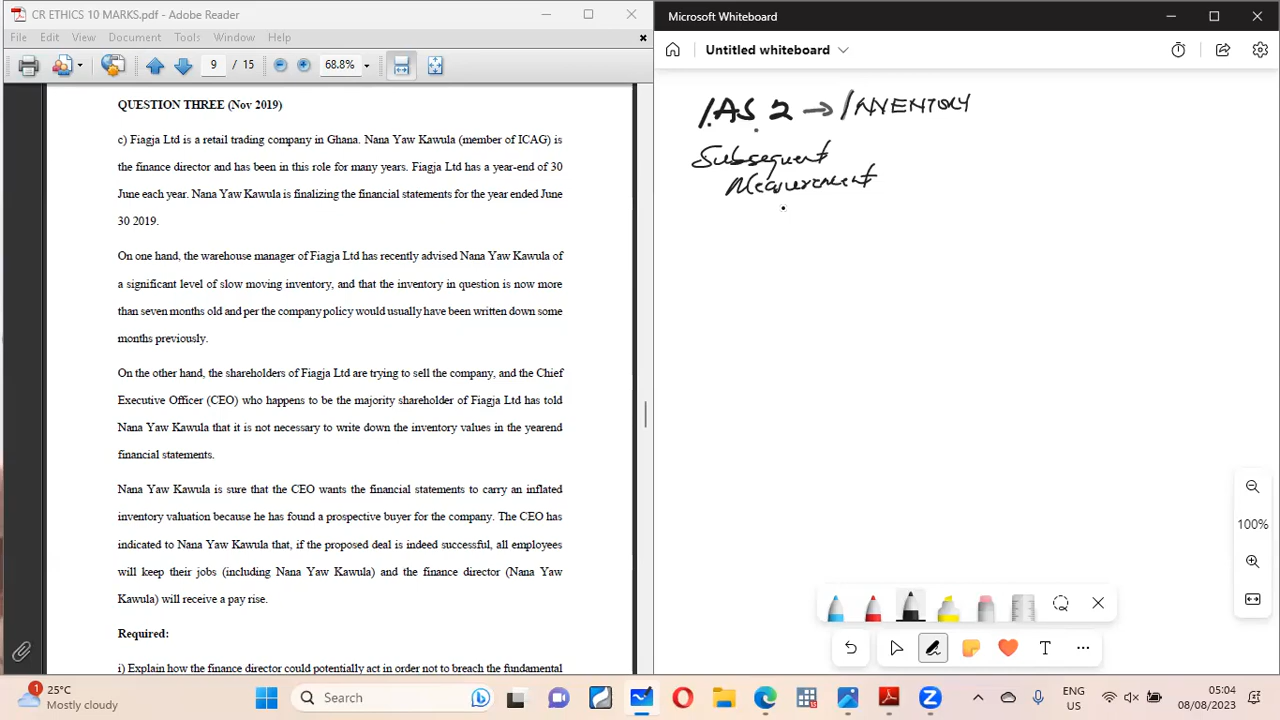 CR ETHICS 10 MARKS.pdf - Adobe Reader
File Edit View Document Tools Window Help
9 / 15 68.8%
QUESTION THREE (Nov 2019)
c) Fiagja Ltd is a retail trading company in Ghana. Nana Yaw Kawula (member of ICAG) is
the finance director and has been in this role for many years. Fiagja Ltd has a year-end of 30
June each year. Nana Yaw Kawula is finalizing the financial statements for the year ended June
30 2019.
On one hand, the warehouse manager of Fiagja Ltd has recently advised Nana Yaw Kawula of
a significant level of slow moving inventory, and that the inventory in question is now more
than seven months old and per the company policy would usually have been written down some
months previously.
On the other hand, the shareholders of Fiagja Ltd are trying to sell the company, and the Chief
Executive Officer (CEO) who happens to be the majority shareholder of Fiagja Ltd has told
Nana Yaw Kawula that it is not necessary to write down the inventory values in the yearend
financial statements.
Nana Yaw Kawula is sure that the CEO wants the financial statements to carry an inflated
inventory valuation because he has found a prospective buyer for the company. The CEO has
indicated to Nana Yaw Kawula that, if the proposed deal is indeed successful, all employees
will keep their jobs (including Nana Yaw Kawula) and the finance director (Nana Yaw
Kawula) will receive a pay rise.
Required:
i) Explain how the finance director could potentially act in order not to breach the fundamental
Microsoft Whiteboard
Untitled whiteboard
IAS 2 → INVENTORY
Subsequent
Measurement
100%
1
25°C
Mostly cloudy
Search
ENG
US
05:04
08/08/2023